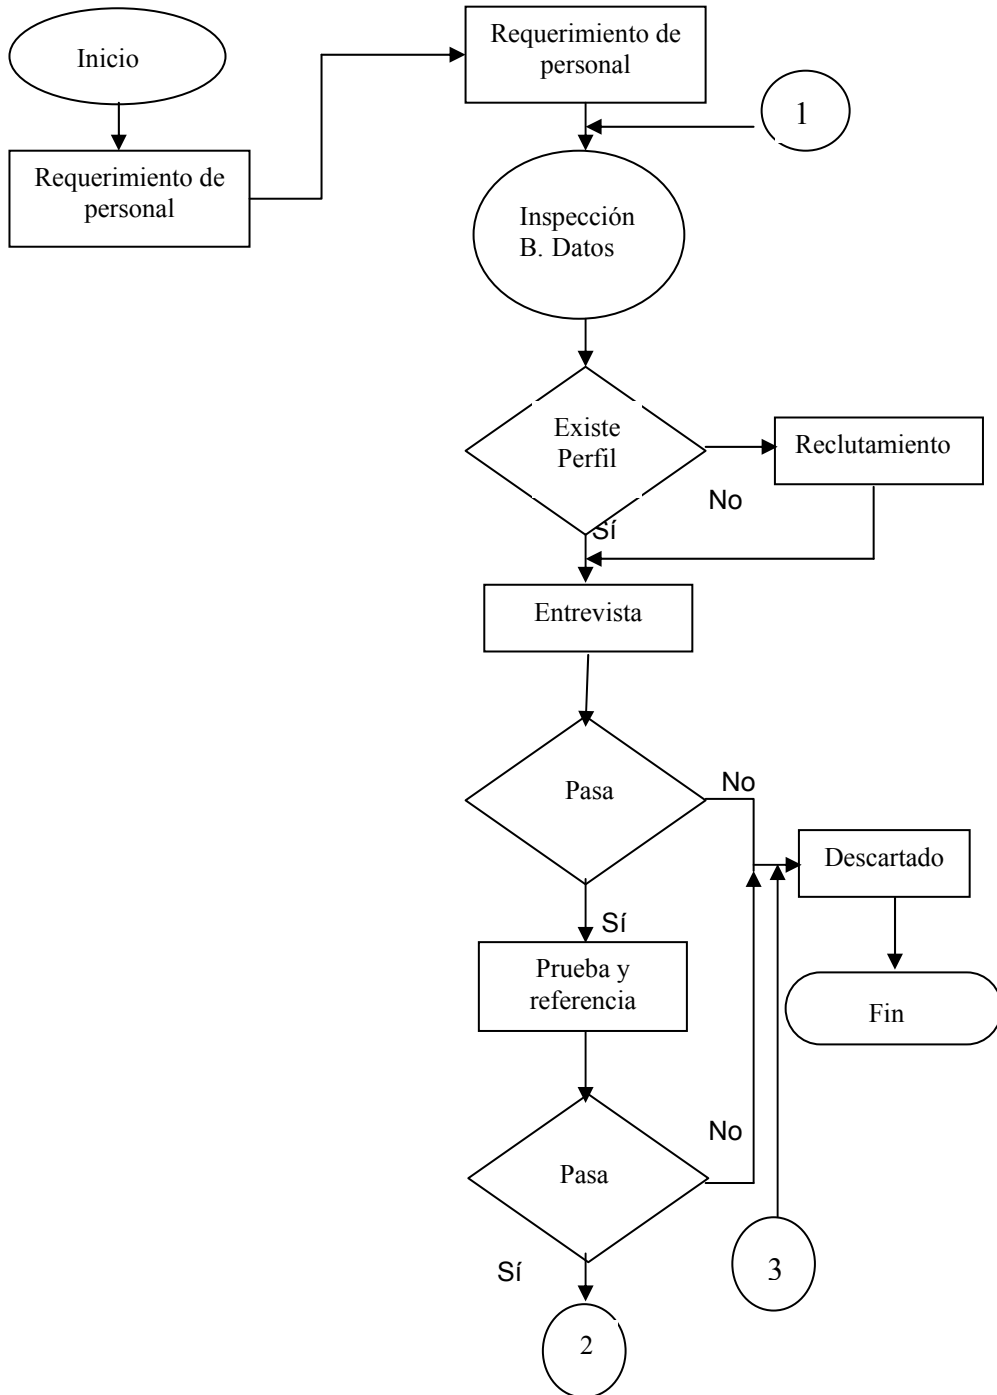 Inicio
Requerimiento de
personal
Requerimiento de
personal
1
Inspección
B. Datos
Existe
Perfil
No
Reclutamiento
Sí
Entrevista
Pasa
No
Descartado
Sí
Prueba y
referencia
Fin
Pasa
No
Sí
3
2